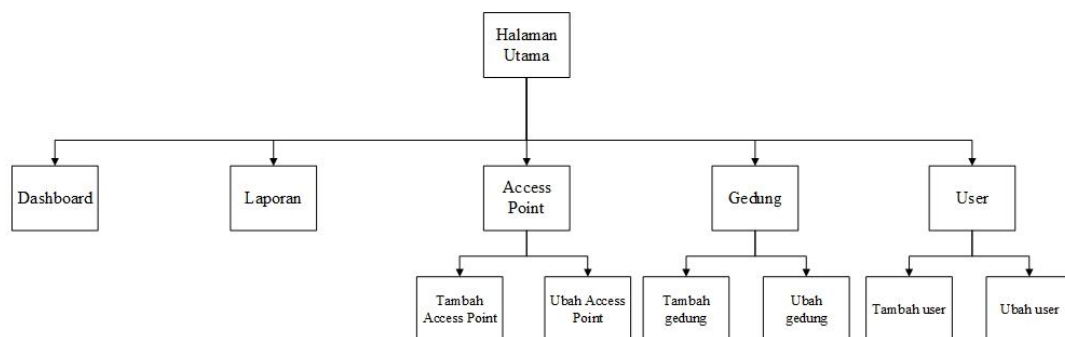 Halaman
Utama
Dashboard
Laporan
Access
Point
Gedung
User
Tambah
Access Point
Ubah Access
Point
Tambah
gedung
Ubah
gedung
Tambah user
Ubah user